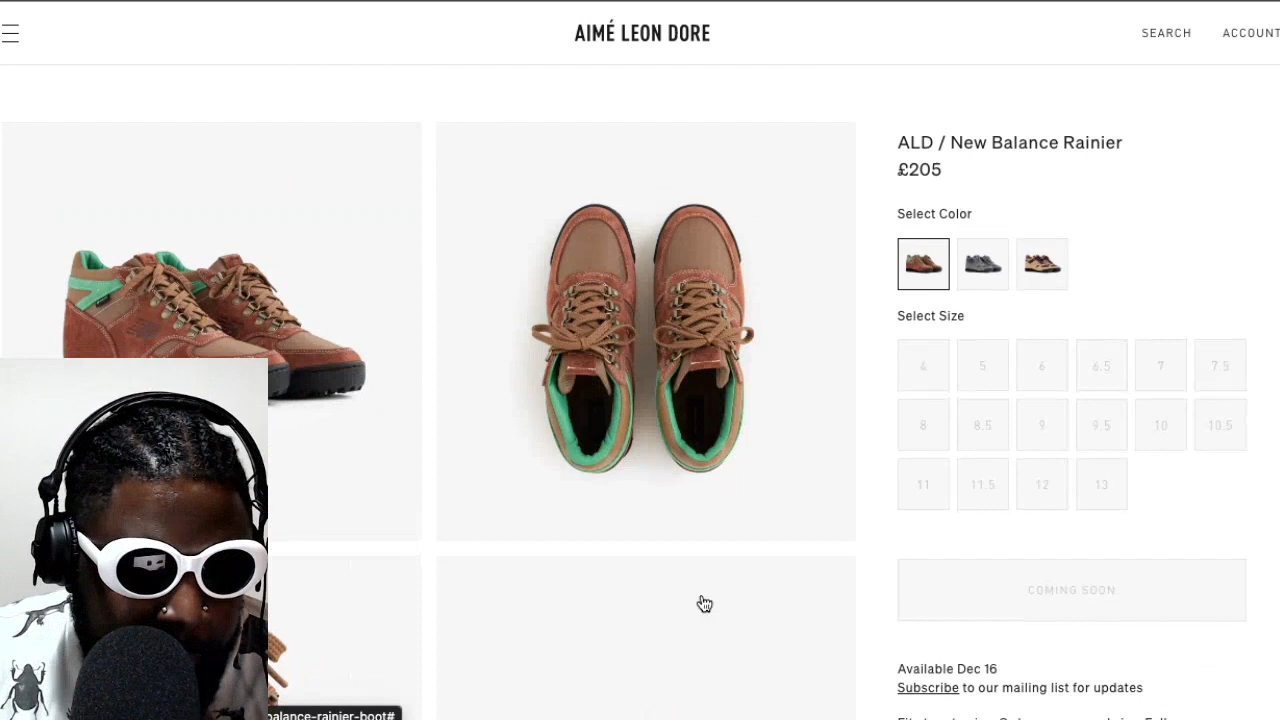 AIMÉ LEON DORE
SEARCH
ACCOUNT
ALD / New Balance Rainier
£205
Select Color
Select Size
4 5 6 6.5 7 7.5
8 8.5 9 9.5 10 10.5
11 11.5 12 13
COMING SOON
Available Dec 16
Subscribe to our mailing list for updates
balance-rainier-boot#